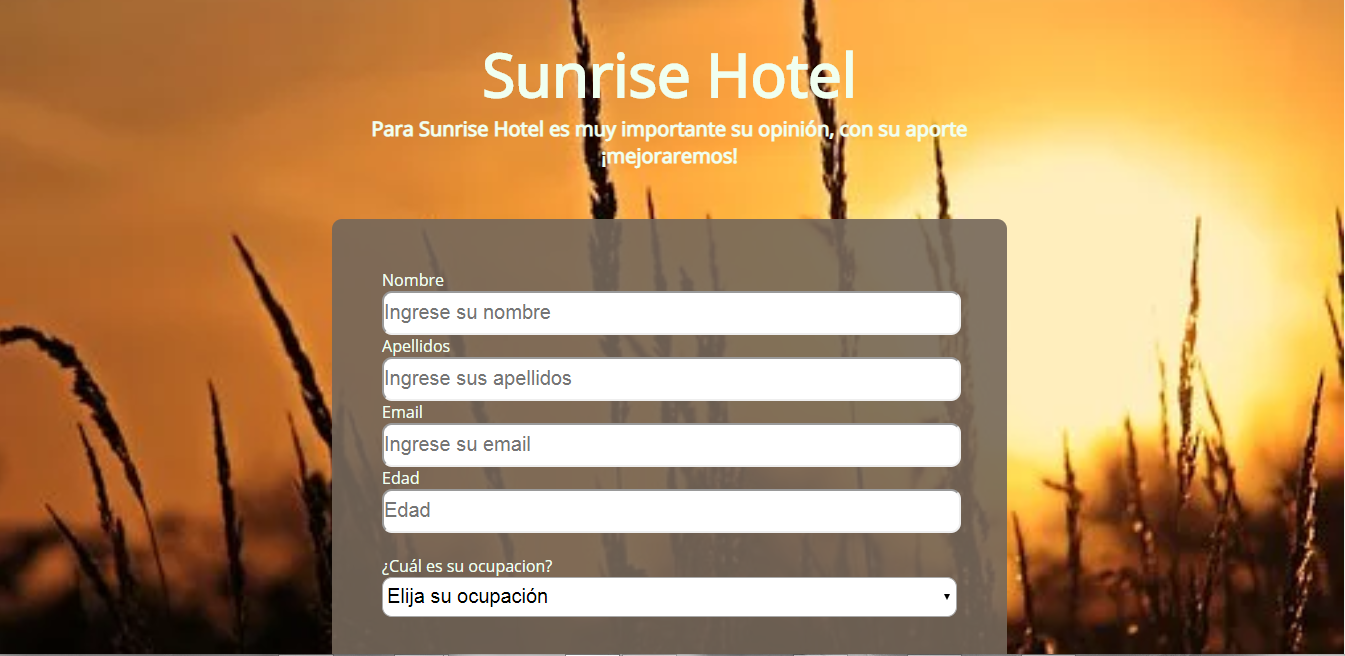 Sunrise Hotel
Para Sunrise Hotel es muy importante su opinión, con su aporte
¡mejoraremos!
Nombre
Ingrese su nombre
Apellidos
Ingrese sus apellidos
Email
Ingrese su email
Edad
Edad
¿Cuál es su ocupacion?
Elija su ocupación